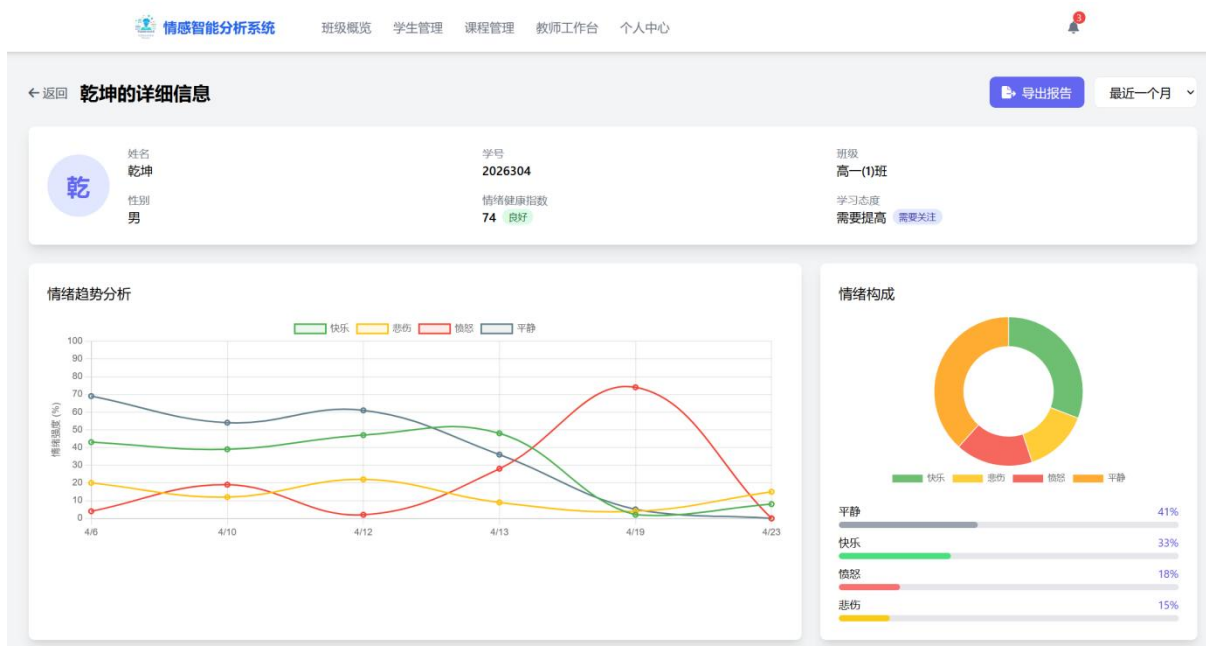 情感智能分析系统 班级概览 学生管理 课程管理 教师工作台 个人中心 3
返回 乾坤的详细信息 导出报告 最近一个月
乾
姓名 学号 班级
乾坤 2026304 高一(1)班
性别 情绪健康指数 学习态度
男 74 良好 需要提高 需要关注
情绪趋势分析
快乐 悲伤 愤怒 平静
情绪强度 (%)
100
90
80
70
60
50
40
30
20
10
0
4/6 4/10 4/12 4/13 4/19 4/23
情绪构成
快乐 悲伤 愤怒 平静
平静 41%
快乐 33%
愤怒 18%
悲伤 15%